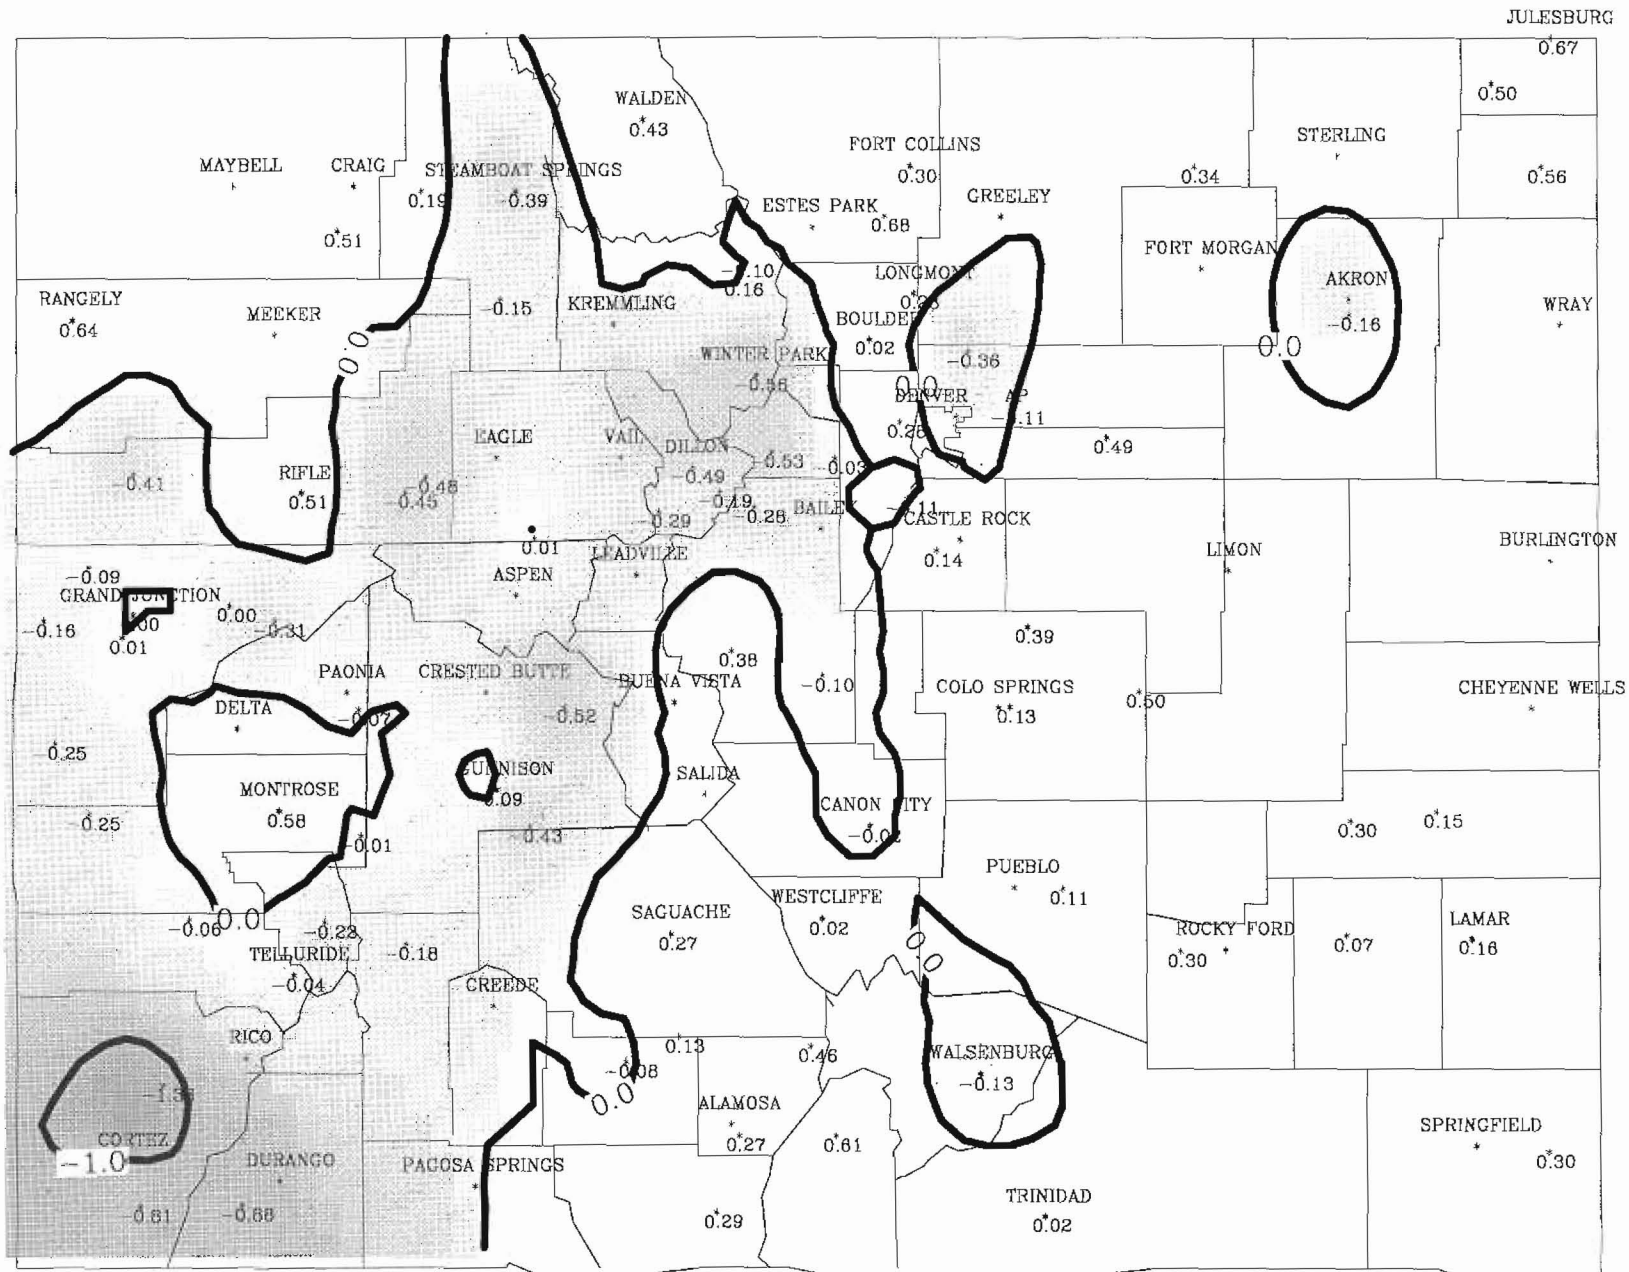 JULESBURG
0.67
0.50
WALDEN
0.43
STERLING
FORT COLLINS
0.30
MAYBELL
CRAIG
STEAMBOAT SPRINGS
0.19
-0.39
0.34
0.56
GREELEY
ESTES PARK
0.68
0.51
FORT MORGAN
LONGMONT
-0.10
0.16
AKRON
-0.16
RANGELY
0.64
MEEKER
-0.15
KREMMLING
WRAY
BOULDER
0.02
0.0
0.0
WINTER PARK
-0.36
0.0
DENVER AP
EAGLE
VAIL
DILLON
0.49
RIFLE
0.51
-0.41
-0.48
-0.45
-0.49
-0.53
-0.03
-0.19
-0.28
BAILEY
-0.29
CASTLE ROCK
0.14
0.01
LEADVILLE
ASPEN
LIMON
BURLINGTON
-0.09
GRAND JUNCTION
0.00
-0.16
0.01
-0.31
0.39
PAONIA
CRESTED BUTTE
0.38
BUENA VISTA
-0.10
COLO SPRINGS
0.13
0.50
CHEYENNE WELLS
DELTA
-0.07
-0.52
-0.25
GUNNISON
0.09
SALIDA
MONTROSE
0.58
CANON CITY
-0.25
-0.01
-0.43
0.30
0.15
PUEBLO
0.11
WESTCLIFFE
0.02
SAGUACHE
0.27
0.0
-0.06
-0.22
TELLURIDE
-0.18
-0.04
0.0
ROCKY FORD
0.30
0.07
LAMAR
0.16
CREEDE
RICO
0.13
0.46
WALSENBURG
-0.13
-0.08
0.0
ALAMOSA
0.27
0.61
CORTEZ
-1.0
DURANGO
PAGOSA SPRINGS
SPRINGFIELD
0.30
-0.61
-0.68
0.29
TRINIDAD
0.02